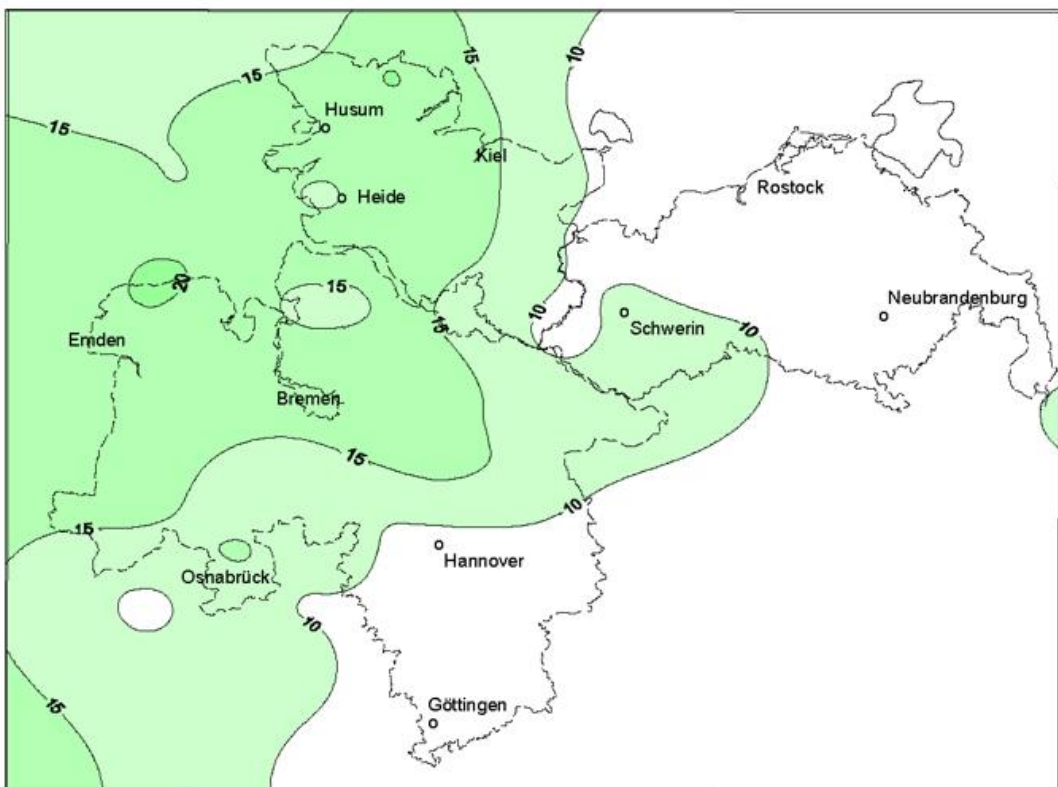 15
10
15
15
Husum
Kiel
Rostock
Heide
20
15
Neubrandenburg
Schwerin
10
10
15
Emden
Bremen
15
10
15
Hannover
Osnabrück
10
15
Göttingen